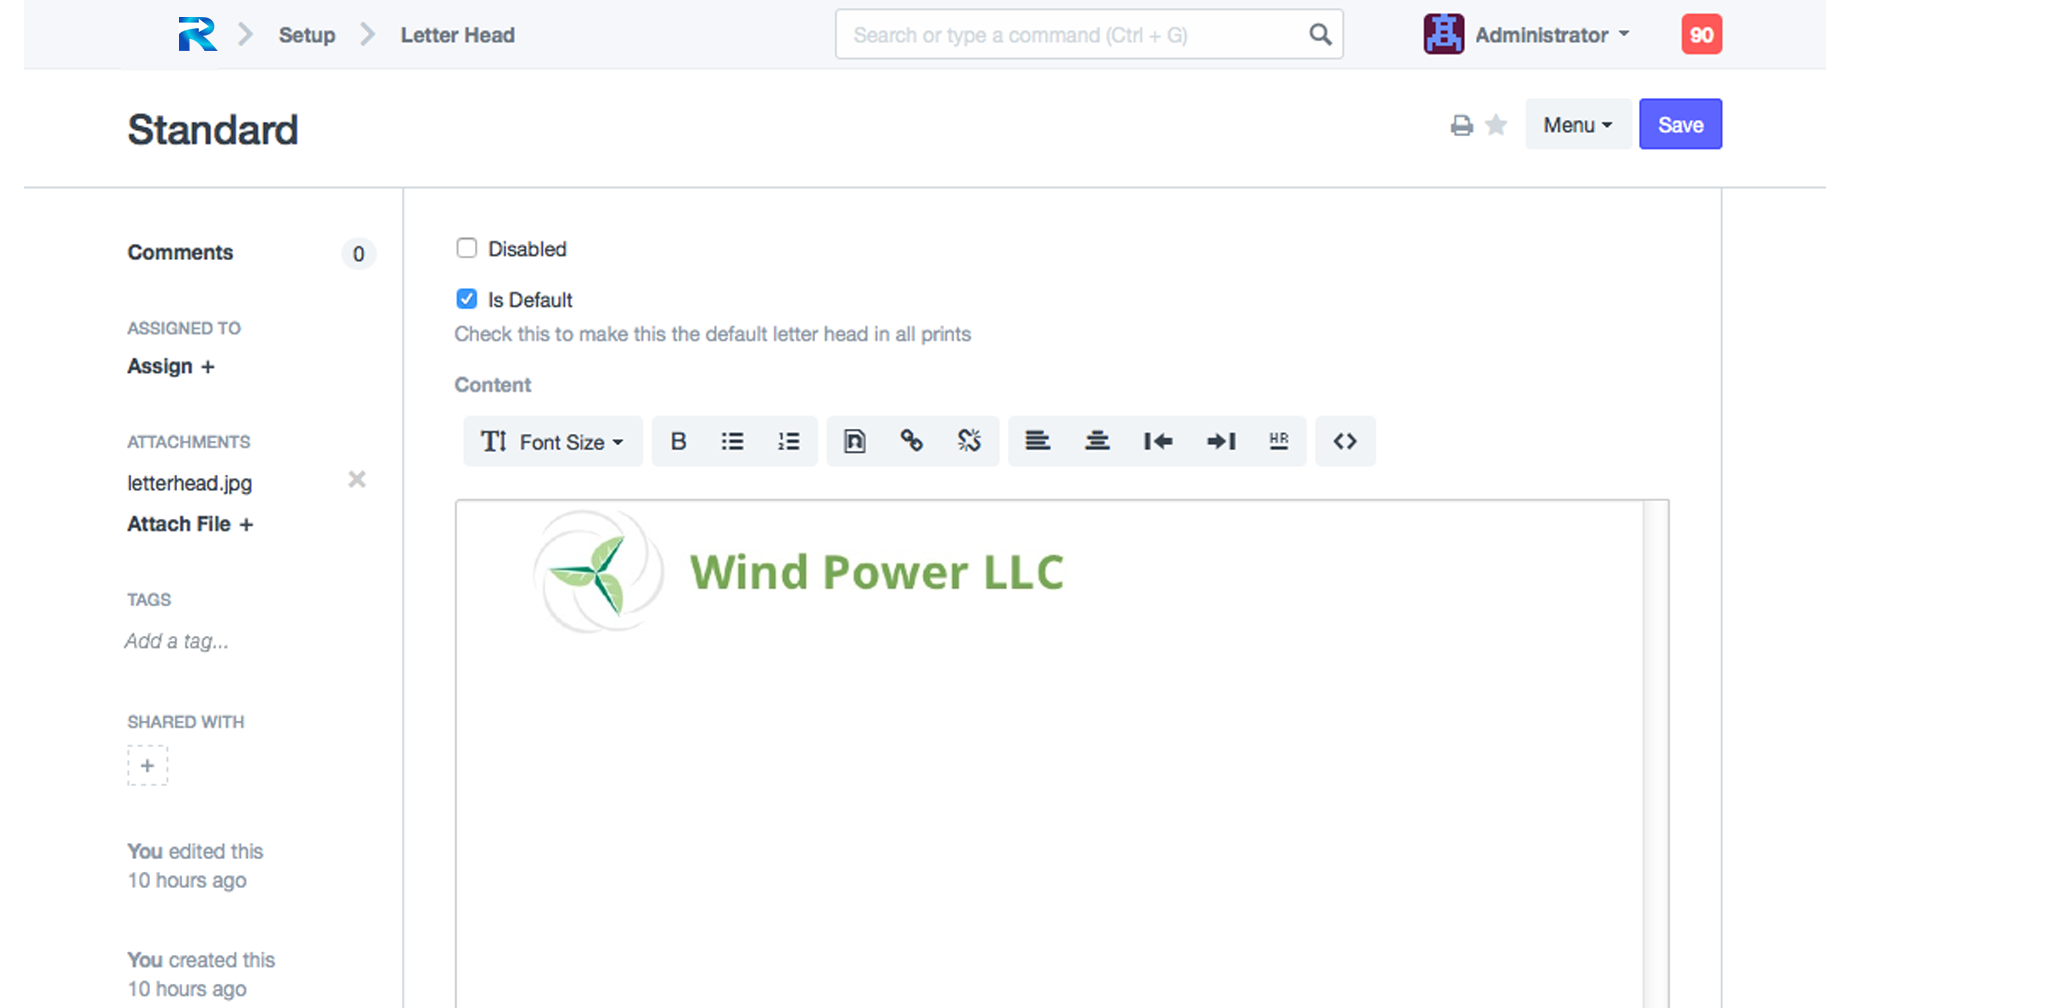 Setup
Letter Head
Search or type a command (Ctrl + G)
Administrator
90
Standard
Menu
Save
Comments
0
ASSIGNED TO
Assign +
ATTACHMENTS
letterhead.jpg
Attach File +
TAGS
Add a tag...
SHARED WITH
+
You edited this
10 hours ago
You created this
10 hours ago
Disabled
Is Default
Check this to make this the default letter head in all prints
Content
Font Size
B
HR
Wind Power LLC